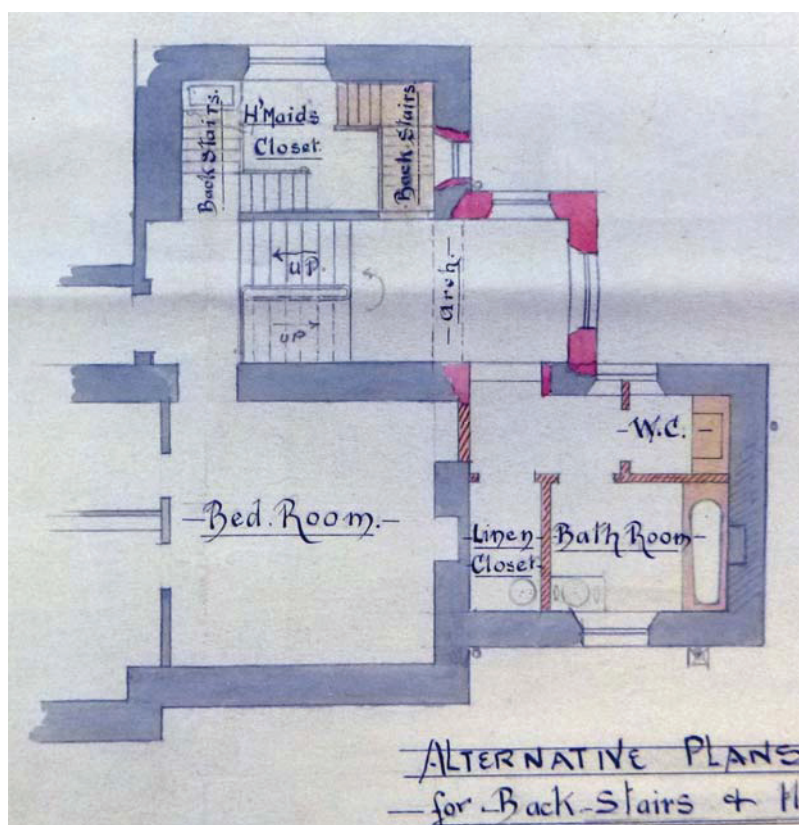 H'Maids
Closet.
Back Stairs.
Back Stairs.
UP.
UP
Arch.
W.C.
Bed. Room.
Linen
Closet.
Bath Room
ALTERNATIVE PLANS
for Back-Stairs &